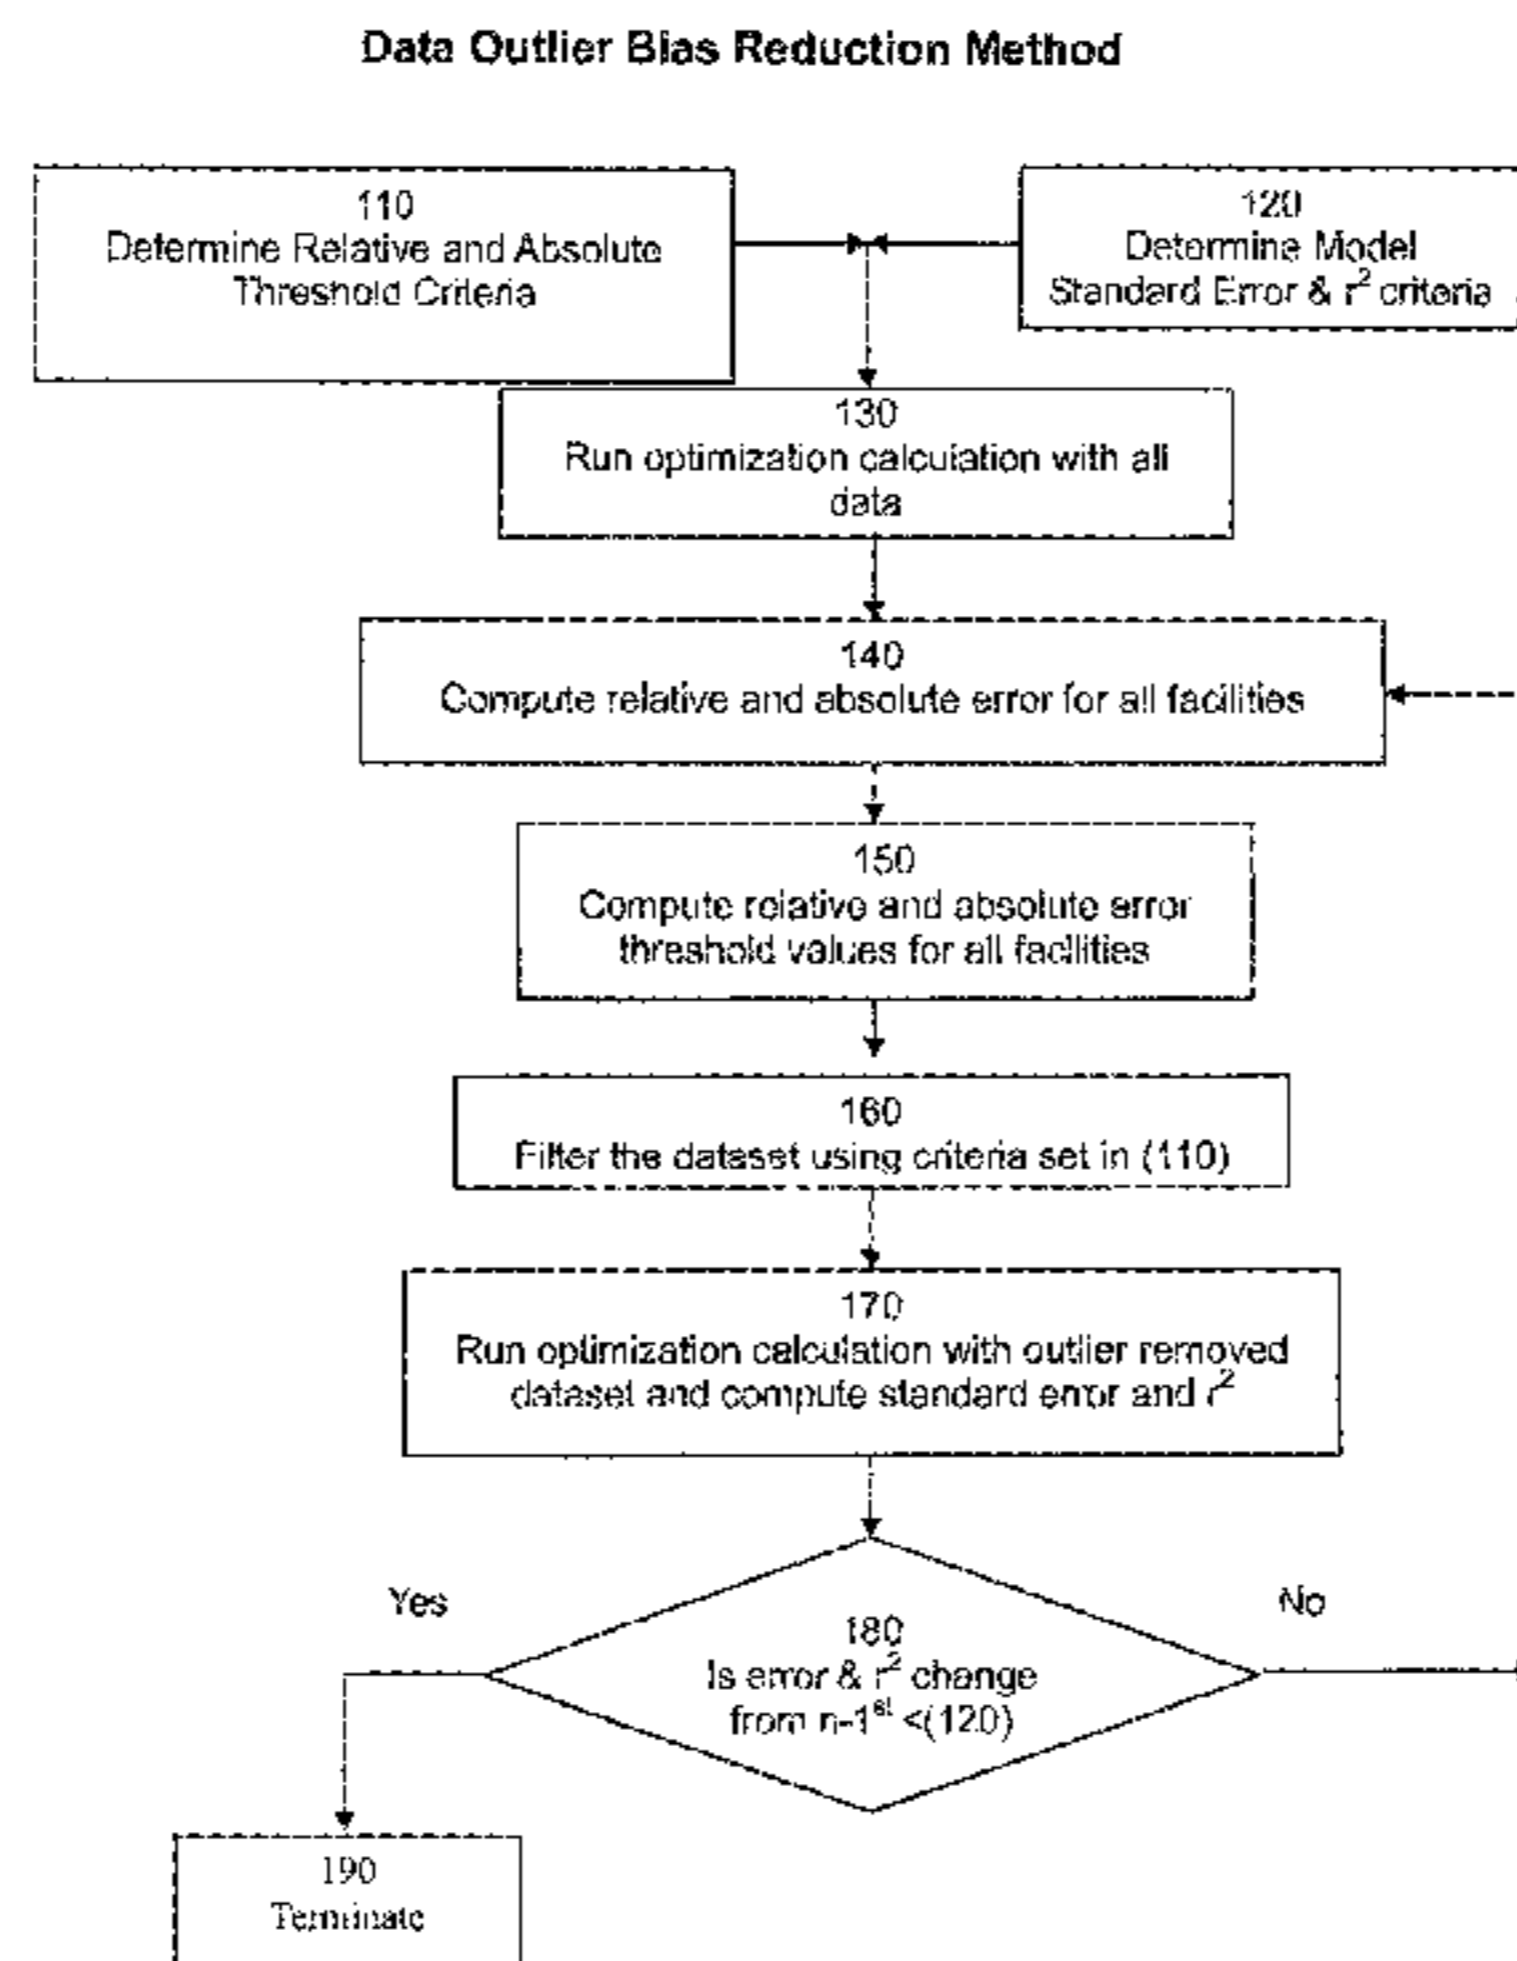 Data Outlier Bias Reduction Method
110
Determine Relative and Absolute
Threshold Criteria
120
Determine Model
Standard Error & r² criteria
130
Run optimization calculation with all
data
140
Compute relative and absolute error for all facilities
150
Compute relative and absolute error
threshold values for all facilities
160
Filter the dataset using criteria set in (110)
170
Run optimization calculation with outlier removed
dataset and compute standard error and r²
Yes
No
180
Is error & r² change
from n-1st <(120)
190
Terminate